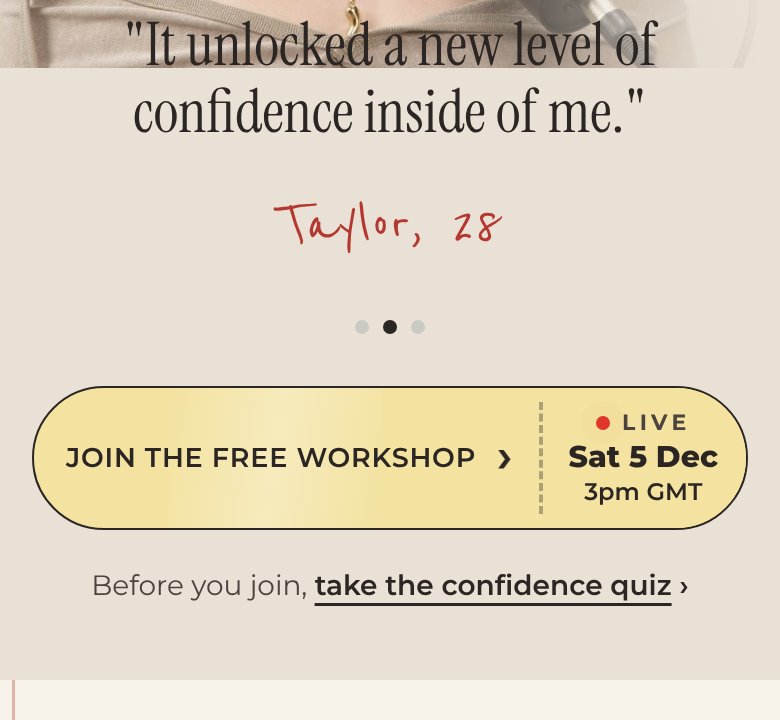 "It unlocked a new level of
confidence inside of me."
Taylor, 28
JOIN THE FREE WORKSHOP ›
LIVE
Sat 5 Dec
3pm GMT
Before you join, take the confidence quiz ›